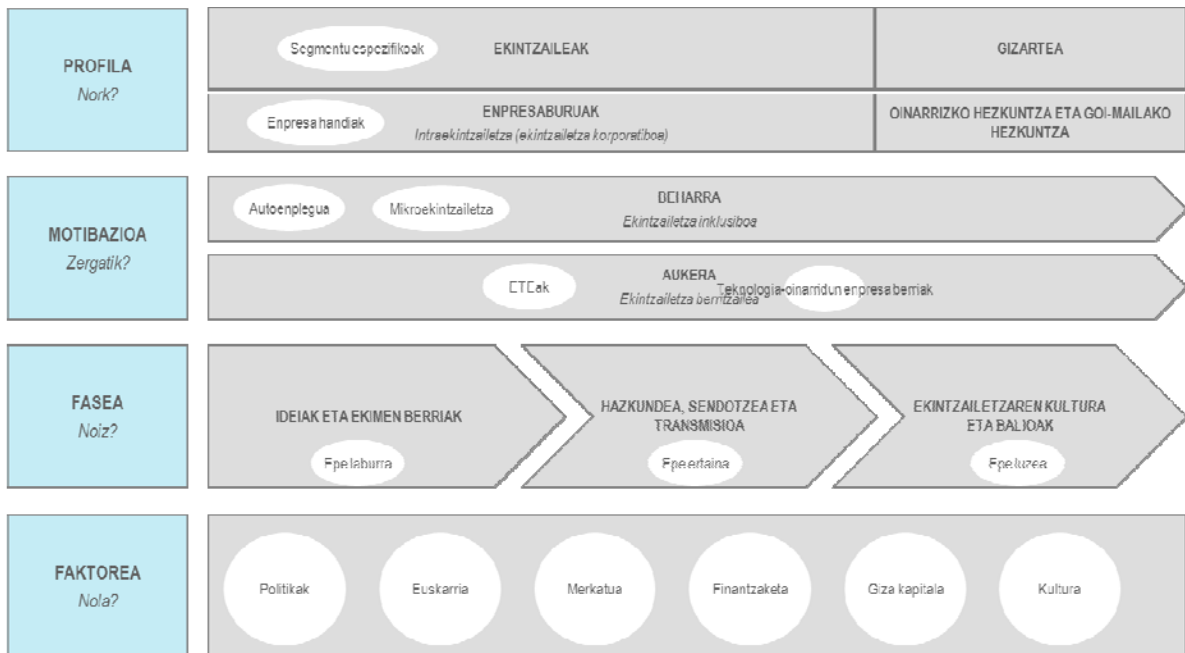 PROFILA
Nork?
Segmentu espezifikoak
EKINTZAILEAK
GIZARTEA
Enpresa handiak
ENPRESABURUAK
Intraekintzailetza (ekintzailetza korporatiboa)
OINARRIZKO HEZKUNTZA ETA GOI-MAILAKO
HEZKUNTZA
MOTIBAZIOA
Zergatik?
Autoenplegua
Mikroekintzailetza
BEHARRA
Ekintzailetza inklusiboa
ETEak
AUKERA
Ekintzailetza berritzailea
Teknologia-oinarridun enpresa berriak
FASEA
Noiz?
IDEIAK ETA EKIMEN BERRIAK
Epe laburra
HAZKUNDEA, SENDOTZEA ETA
TRANSMISIOA
Epe ertaina
EKINTZAILETZAREN KULTURA
ETA BALIOAK
Epe luzea
FAKTOREA
Nola?
Politikak
Euskarria
Merkatua
Finantzaketa
Giza kapitala
Kultura